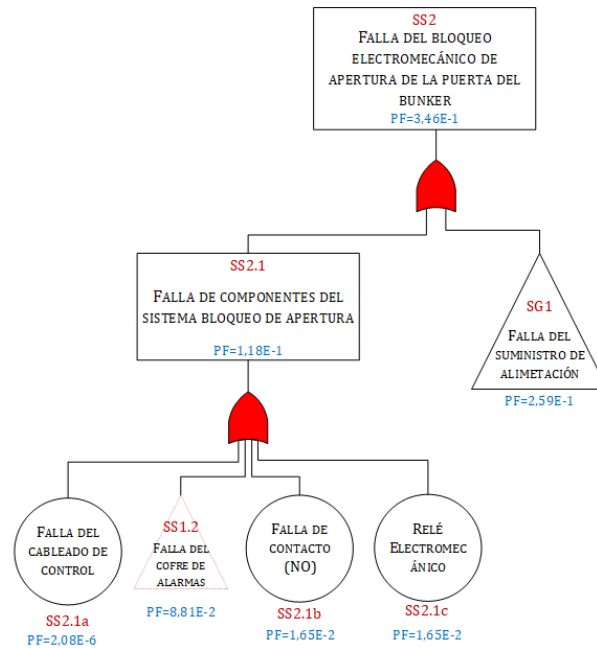 SS2
FALLA DEL BLOQUEO
ELECTROMECÁNICO DE
APERTURA DE LA PUERTA DEL
BUNKER
PF=3,46E-1
SS2.1
FALLA DE COMPONENTES DEL
SISTEMA BLOQUEO DE APERTURA
PF=1,18E-1
SG1
FALLA DEL
SUMINISTRO DE
ALIMETACIÓN
PF=2,59E-1
FALLA DEL
CABLEADO DE
CONTROL
SS2.1a
PF=2,08E-6
SS1.2
FALLA DEL
COFRE DE
ALARMAS
PF=8,81E-2
FALLA DE
CONTACTO
(NO)
SS2.1b
PF=1,65E-2
RELÉ
ELECTROMEC
ÁNICO
SS2.1c
PF=1,65E-2